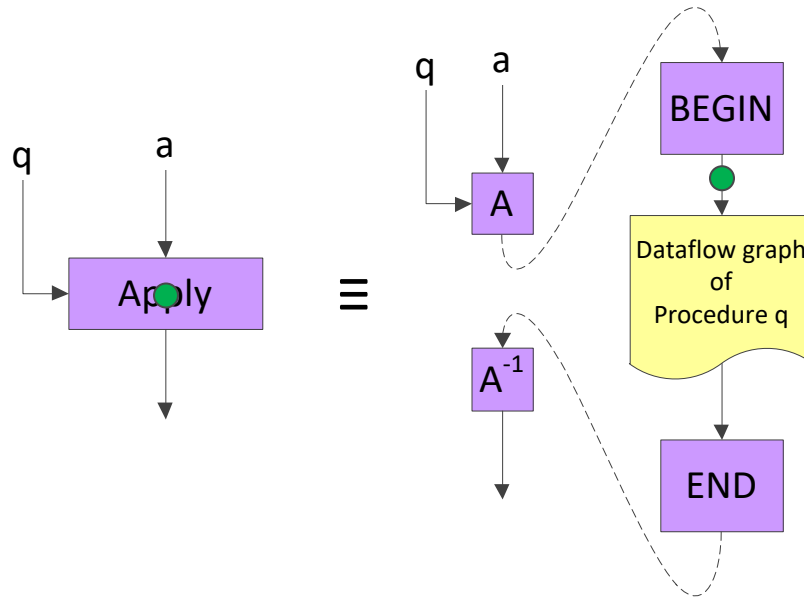 q
a
Apply
≡
q
a
A
BEGIN
Dataflow graph
of
Procedure q
A⁻¹
END